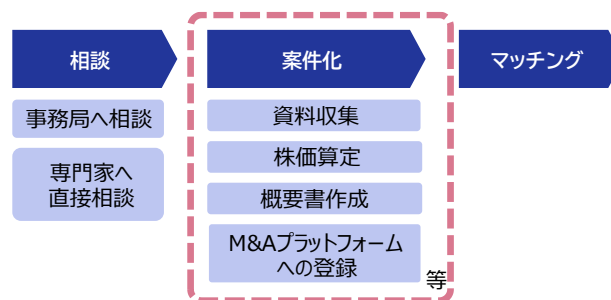 相談
事務局へ相談
専門家へ
直接相談
案件化
資料収集
株価算定
概要書作成
M&Aプラットフォーム
への登録
等
マッチング